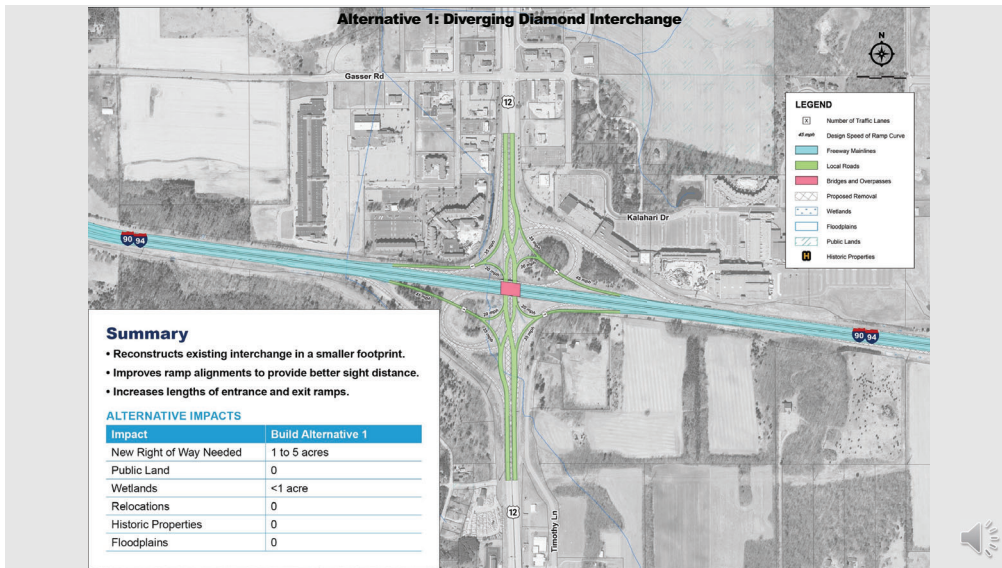 Alternative 1: Diverging Diamond Interchange
N
Gasser Rd
12
LEGEND
X Number of Traffic Lanes
45 mph Design Speed of Ramp Curve
Freeway Mainlines
Local Roads
Bridges and Overpasses
Proposed Removal
Wetlands
Floodplains
Public Lands
H Historic Properties
Kalahari Dr
90 94
90 94
Summary
• Reconstructs existing interchange in a smaller footprint.
• Improves ramp alignments to provide better sight distance.
• Increases lengths of entrance and exit ramps.
ALTERNATIVE IMPACTS
Impact Build Alternative 1
New Right of Way Needed 1 to 5 acres
Public Land 0
Wetlands <1 acre
Relocations 0
Historic Properties 0
Floodplains 0
12
Timothy Ln